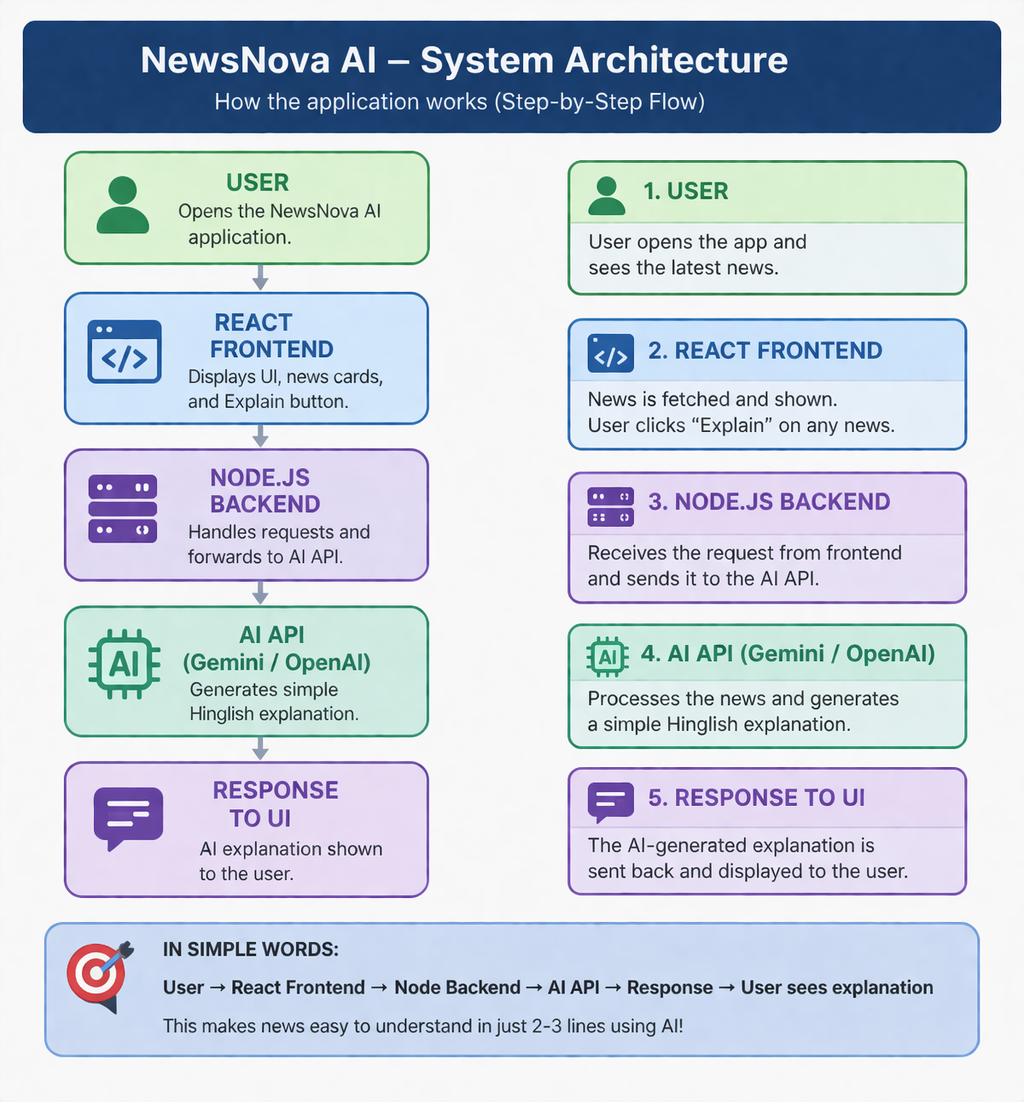 NewsNova AI – System Architecture
How the application works (Step-by-Step Flow)
USER
Opens the NewsNova AI
application.
REACT
FRONTEND
Displays UI, news cards,
and Explain button.
NODE.JS
BACKEND
Handles requests and
forwards to AI API.
AI
AI API
(Gemini / OpenAI)
Generates simple
Hinglish explanation.
RESPONSE
TO UI
AI explanation shown
to the user.
1. USER
User opens the app and
sees the latest news.
2. REACT FRONTEND
News is fetched and shown.
User clicks “Explain” on any news.
3. NODE.JS BACKEND
Receives the request from frontend
and sends it to the AI API.
AI
4. AI API (Gemini / OpenAI)
Processes the news and generates
a simple Hinglish explanation.
5. RESPONSE TO UI
The AI-generated explanation is
sent back and displayed to the user.
IN SIMPLE WORDS:
User → React Frontend → Node Backend → AI API → Response → User sees explanation
This makes news easy to understand in just 2-3 lines using AI!